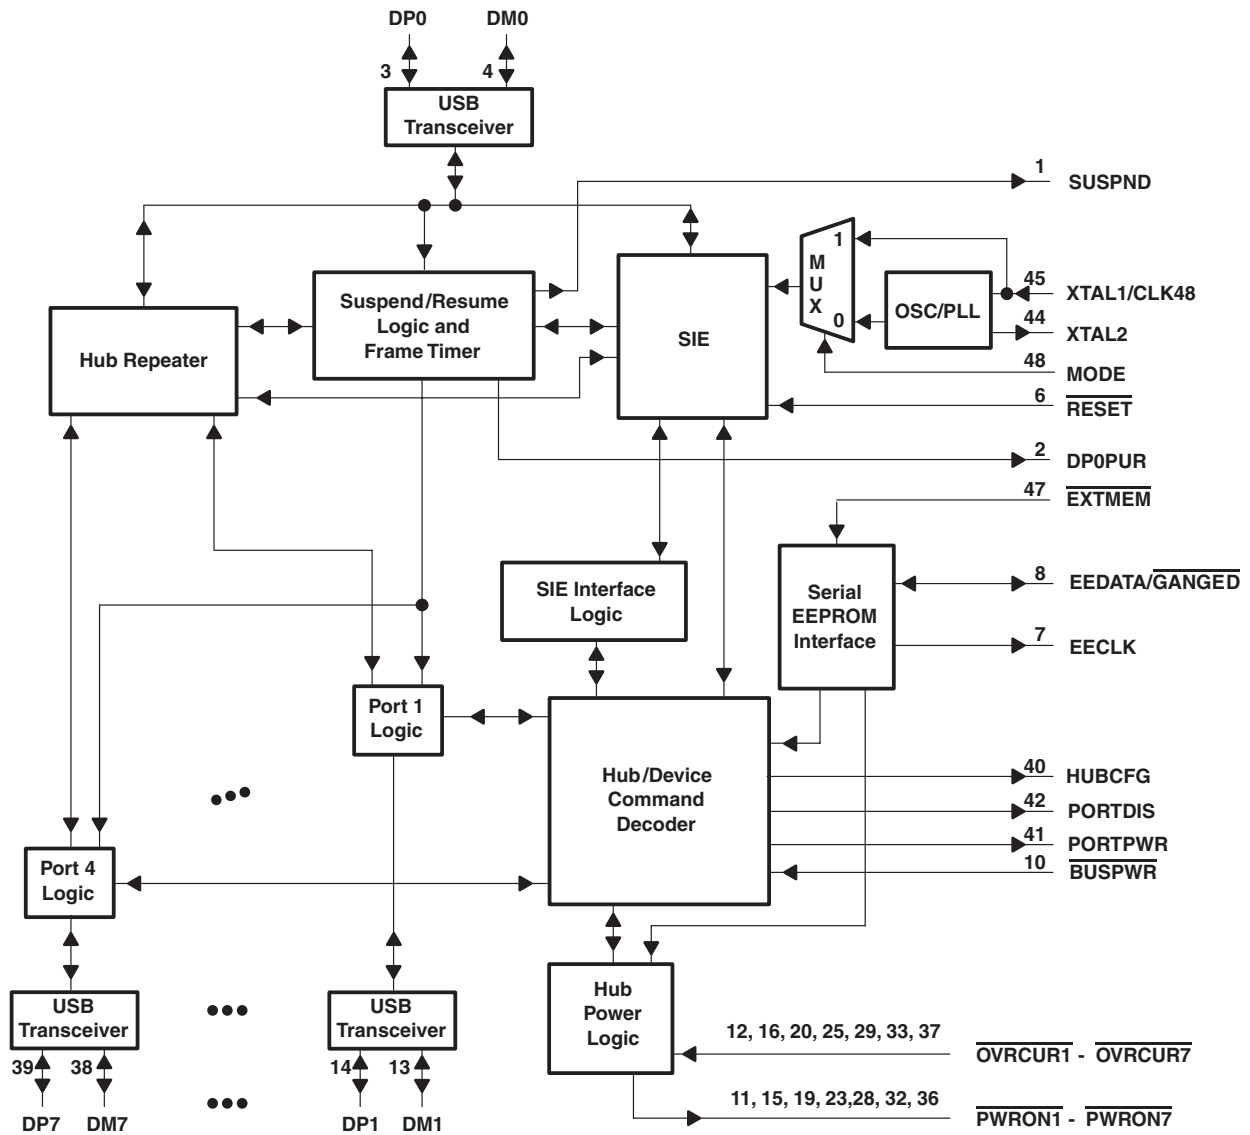 DP0 DM0
3 4
USB
Transceiver
1 SUSPND
Suspend/Resume
Logic and
Frame Timer
Hub Repeater
SIE
MUX
1
0
OSC/PLL
45 XTAL1/CLK48
44 XTAL2
48 MODE
6 RESET
2 DP0PUR
47 EXTMEM
SIE Interface
Logic
Serial
EEPROM
Interface
8 EEDATA/GANGED
7 EECLK
Port 1
Logic
Hub/Device
Command
Decoder
40 HUBCFG
42 PORTDIS
41 PORTPWR
10 BUSPWR
Port 4
Logic
USB
Transceiver
USB
Transceiver
Hub
Power
Logic
12, 16, 20, 25, 29, 33, 37
OVRCUR1 - OVRCUR7
39 38 14 13
11, 15, 19, 23,28, 32, 36
PWRON1 - PWRON7
DP7 DM7 DP1 DM1